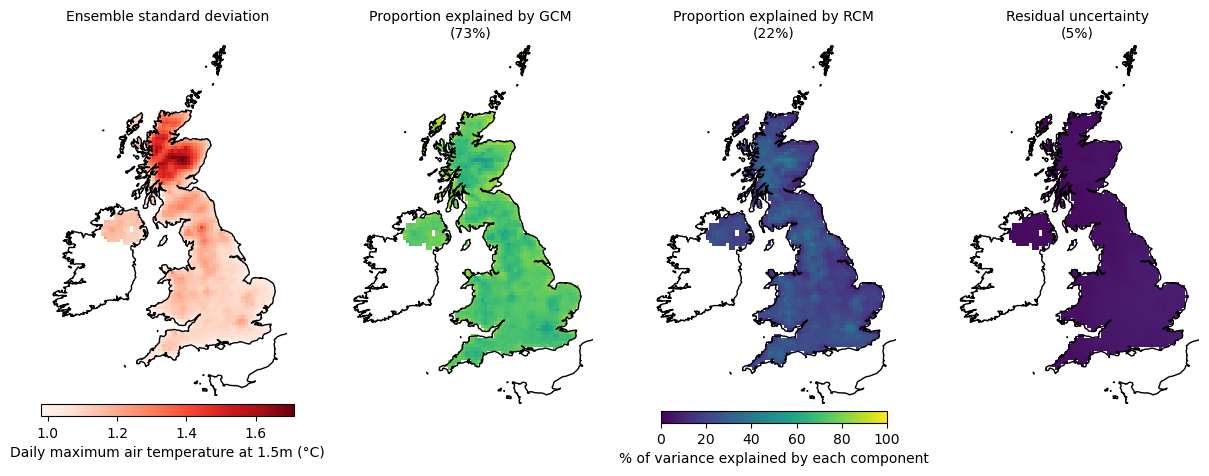 Ensemble standard deviation
Proportion explained by GCM
(73%)
Proportion explained by RCM
(22%)
Residual uncertainty
(5%)
1.0 1.2 1.4 1.6
Daily maximum air temperature at 1.5m (°C)
0 20 40 60 80 100
% of variance explained by each component